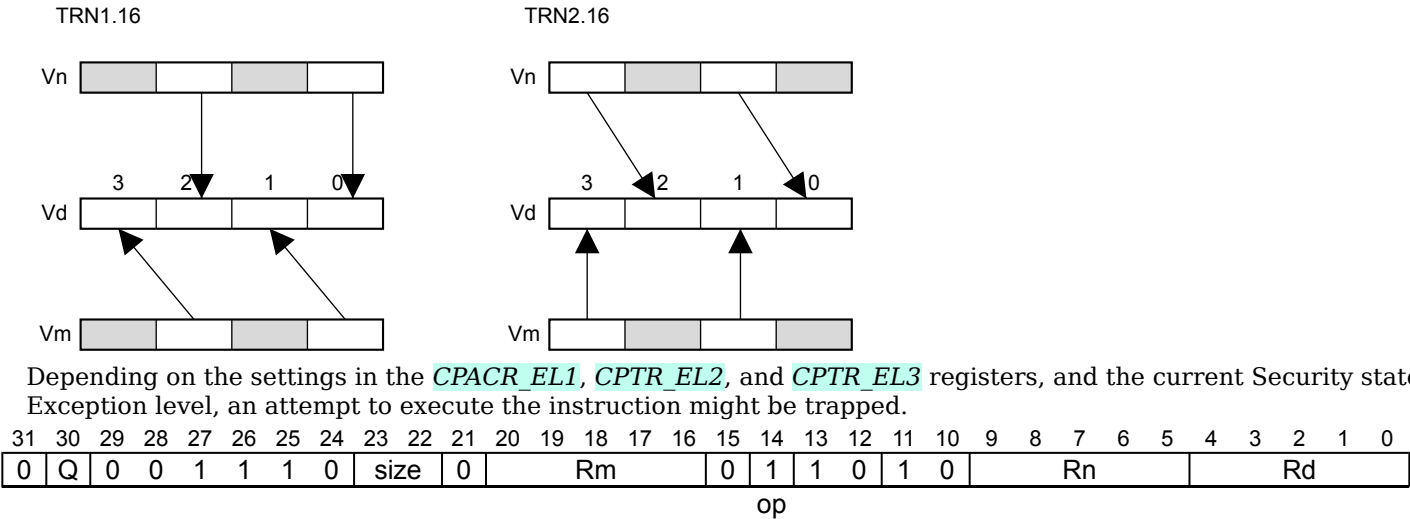 TRN1.16 TRN2.16
Vn Vn
3 2 1 0 3 2 1 0
Vd Vd
Vm Vm
Depending on the settings in the CPACR_EL1, CPTR_EL2, and CPTR_EL3 registers, and the current Security stat
Exception level, an attempt to execute the instruction might be trapped.
31 30 29 28 27 26 25 24 23 22 21 20 19 18 17 16 15 14 13 12 11 10 9 8 7 6 5 4 3 2 1 0
0 Q 0 0 1 1 1 0 size 0 Rm 0 1 1 0 1 0 Rn Rd
op